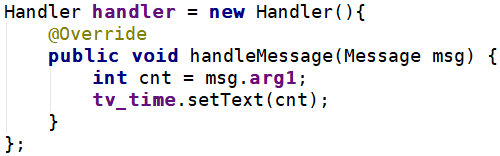 Handler handler = new Handler(){
    @Override
    public void handleMessage(Message msg) {
        int cnt = msg.arg1;
        tv_time.setText(cnt);
    }
};